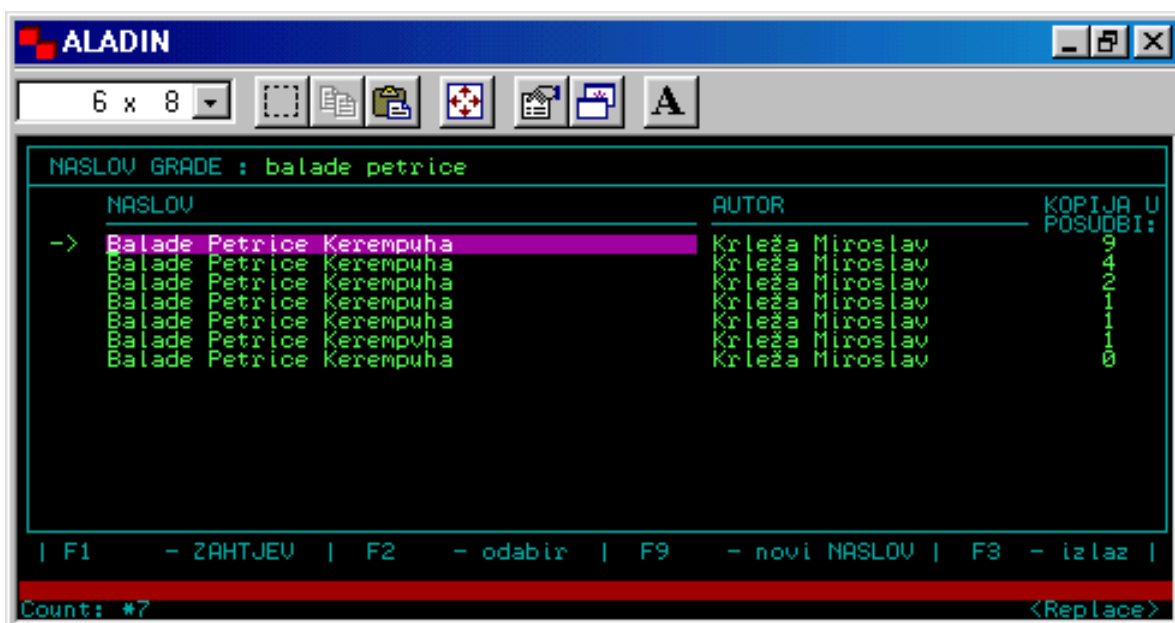 ALADIN
6 x 8 A
NASLOV GRADE : balade petrice
NASLOV AUTOR KOPIJA U
POSUDBI:
-> Balade Petrice Kerempuha Krleža Miroslav 9
Balade Petrice Kerempuha Krleža Miroslav 4
Balade Petrice Kerempuha Krleža Miroslav 2
Balade Petrice Kerempuha Krleža Miroslav 1
Balade Petrice Kerempuha Krleža Miroslav 1
Balade Petrice Kerempvha Krleža Miroslav 1
Balade Petrice Kerempuha Krleža Miroslav 0
| F1 - ZAHTJEV | F2 - odabir | F9 - novi NASLOV | F3 - izlaz |
Count: *7 <Replace>